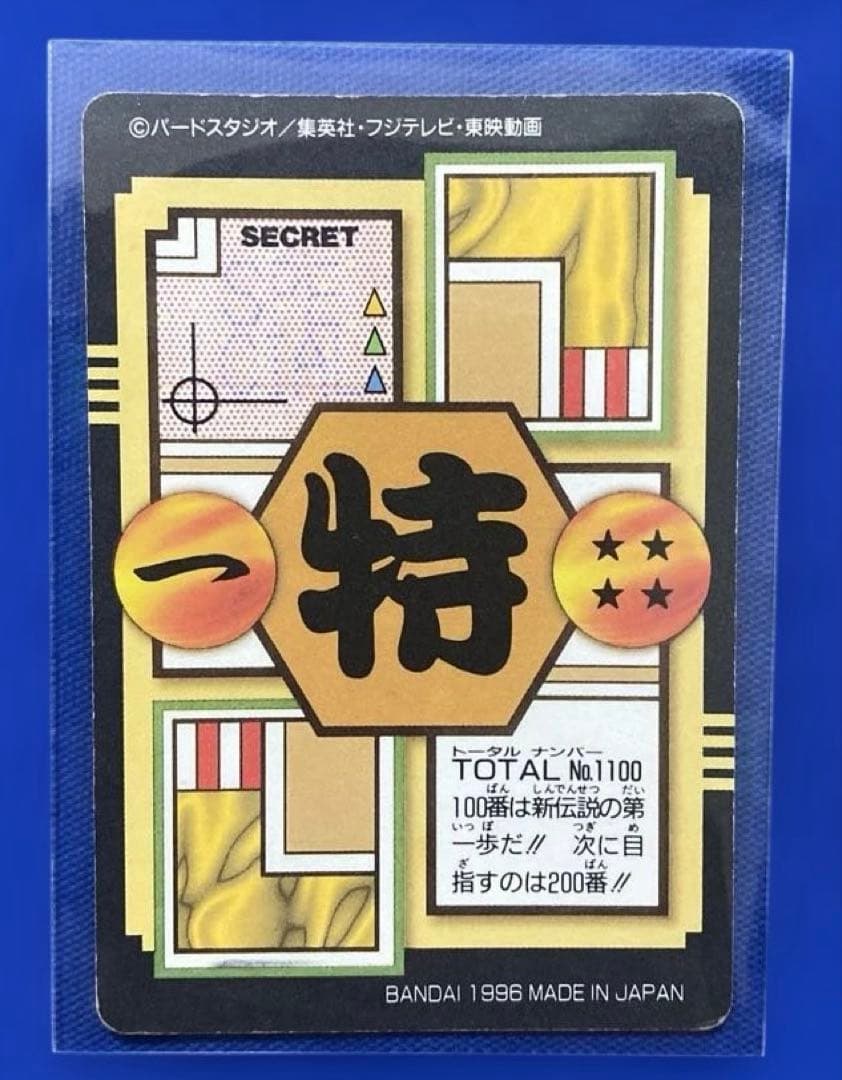 ©バードスタジオ／集英社・フジテレビ・東映動画
SECRET
一
特
トータル ナンバー
TOTAL No.1100
ばん しんでんせつ だい
100番は新伝説の第
いっぽ つぎ め
一歩だ!! 次に目
ざ ばん
指すのは200番!!
BANDAI 1996 MADE IN JAPAN